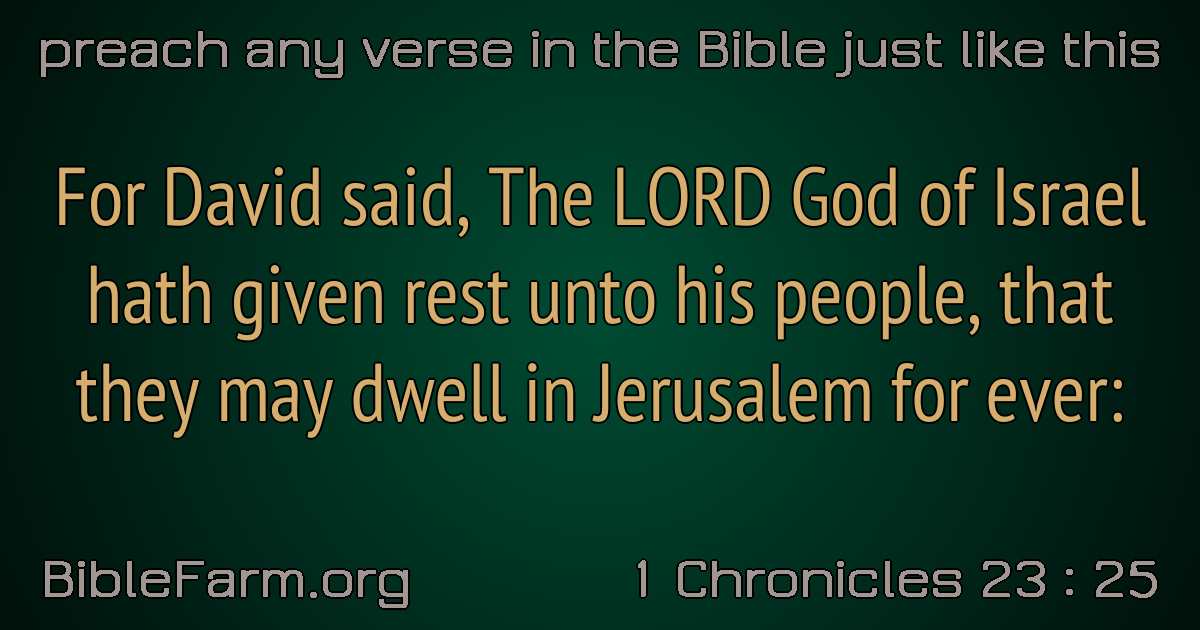 preach any verse in the Bible just like this
For David said, The LORD God of Israel
hath given rest unto his people, that
they may dwell in Jerusalem for ever:
BibleFarm.org
1 Chronicles 23 : 25